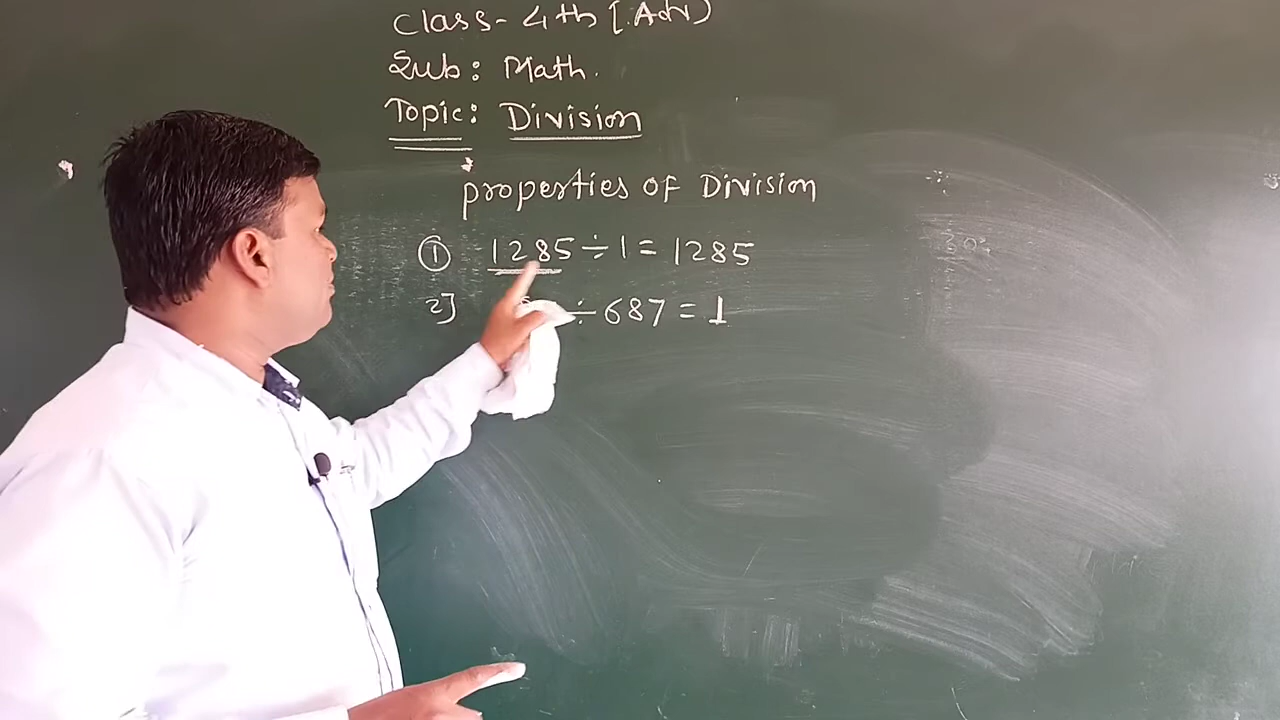 Class- 4th [Adv)
Sub: Math.
Topic: Division
properties of Division
① 1285 ÷ 1 = 1285
2] ÷ 687 = 1